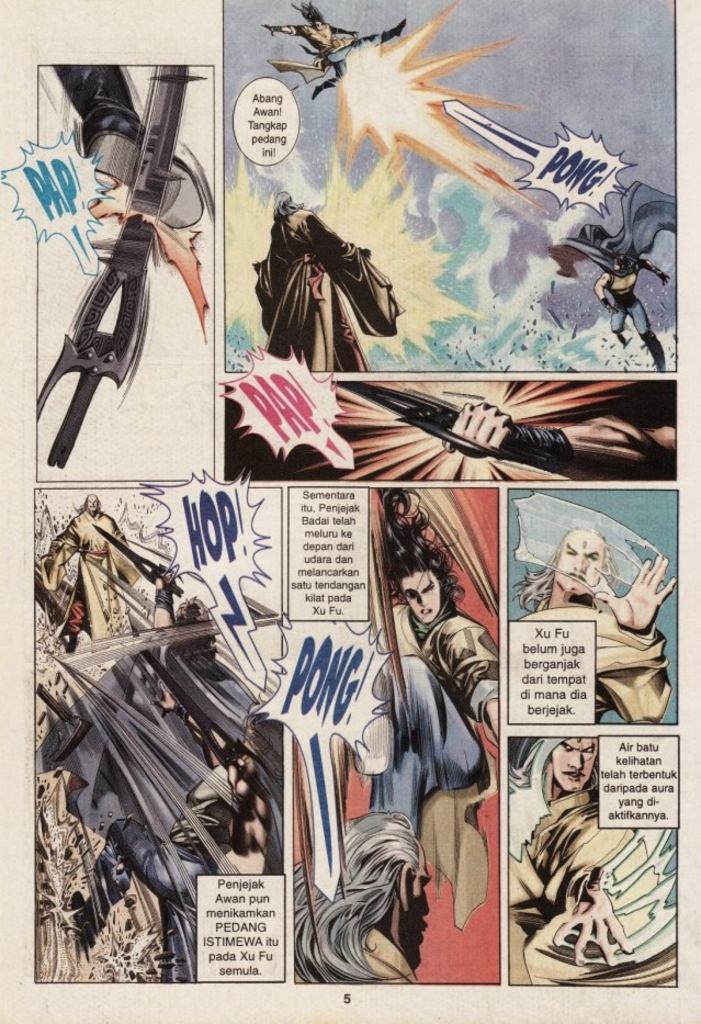 PAP!
Abang
Awan!
Tangkap
pedang
ini!
PONG!
PAP!
HOP!
Sementara
itu, Penjejak
Badai telah
meluru ke
depan dari
udara dan
melancarkan
satu tendangan
kilat pada
Xu Fu.
PONG!
Xu Fu
belum juga
berganjak
dari tempat
di mana dia
berjejak.
Air batu
kelihatan
telah terbentuk
daripada aura
yang di-
aktifkannya.
Penjejak
Awan pun
menikamkan
PEDANG
ISTIMEWA itu
pada Xu Fu
semula.
5